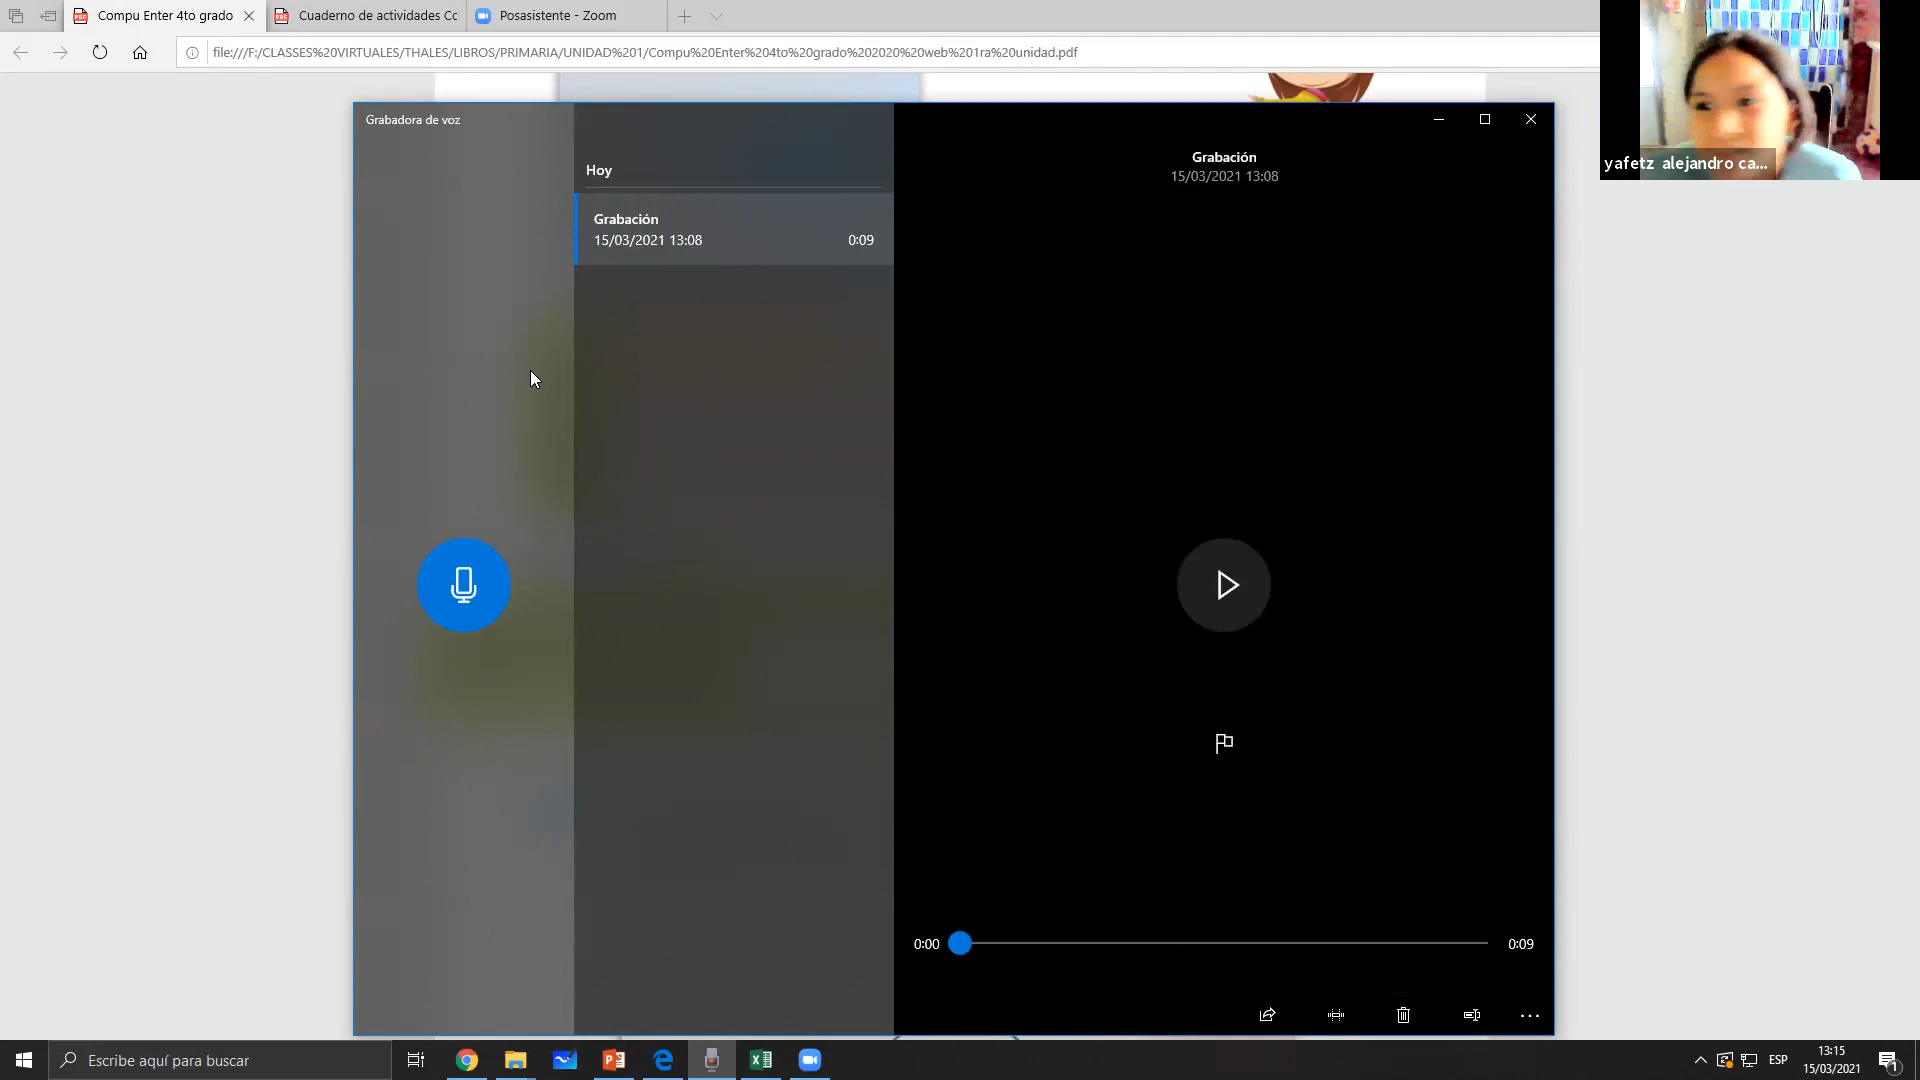 Compu Enter 4to grado
Cuaderno de actividades Cc
Posasistente - Zoom
file:///F:/CLASSES%20VIRTUALES/THALES/LIBROS/PRIMARIA/UNIDAD%201/Compu%20Enter%204to%20grado%202020%20web%201ra%20unidad.pdf
yafetz alejandro ca...
Grabadora de voz
Hoy
Grabación
15/03/2021 13:08
0:09
Grabación
15/03/2021 13:08
0:00
0:09
Escribe aquí para buscar
ESP
13:15
15/03/2021
1